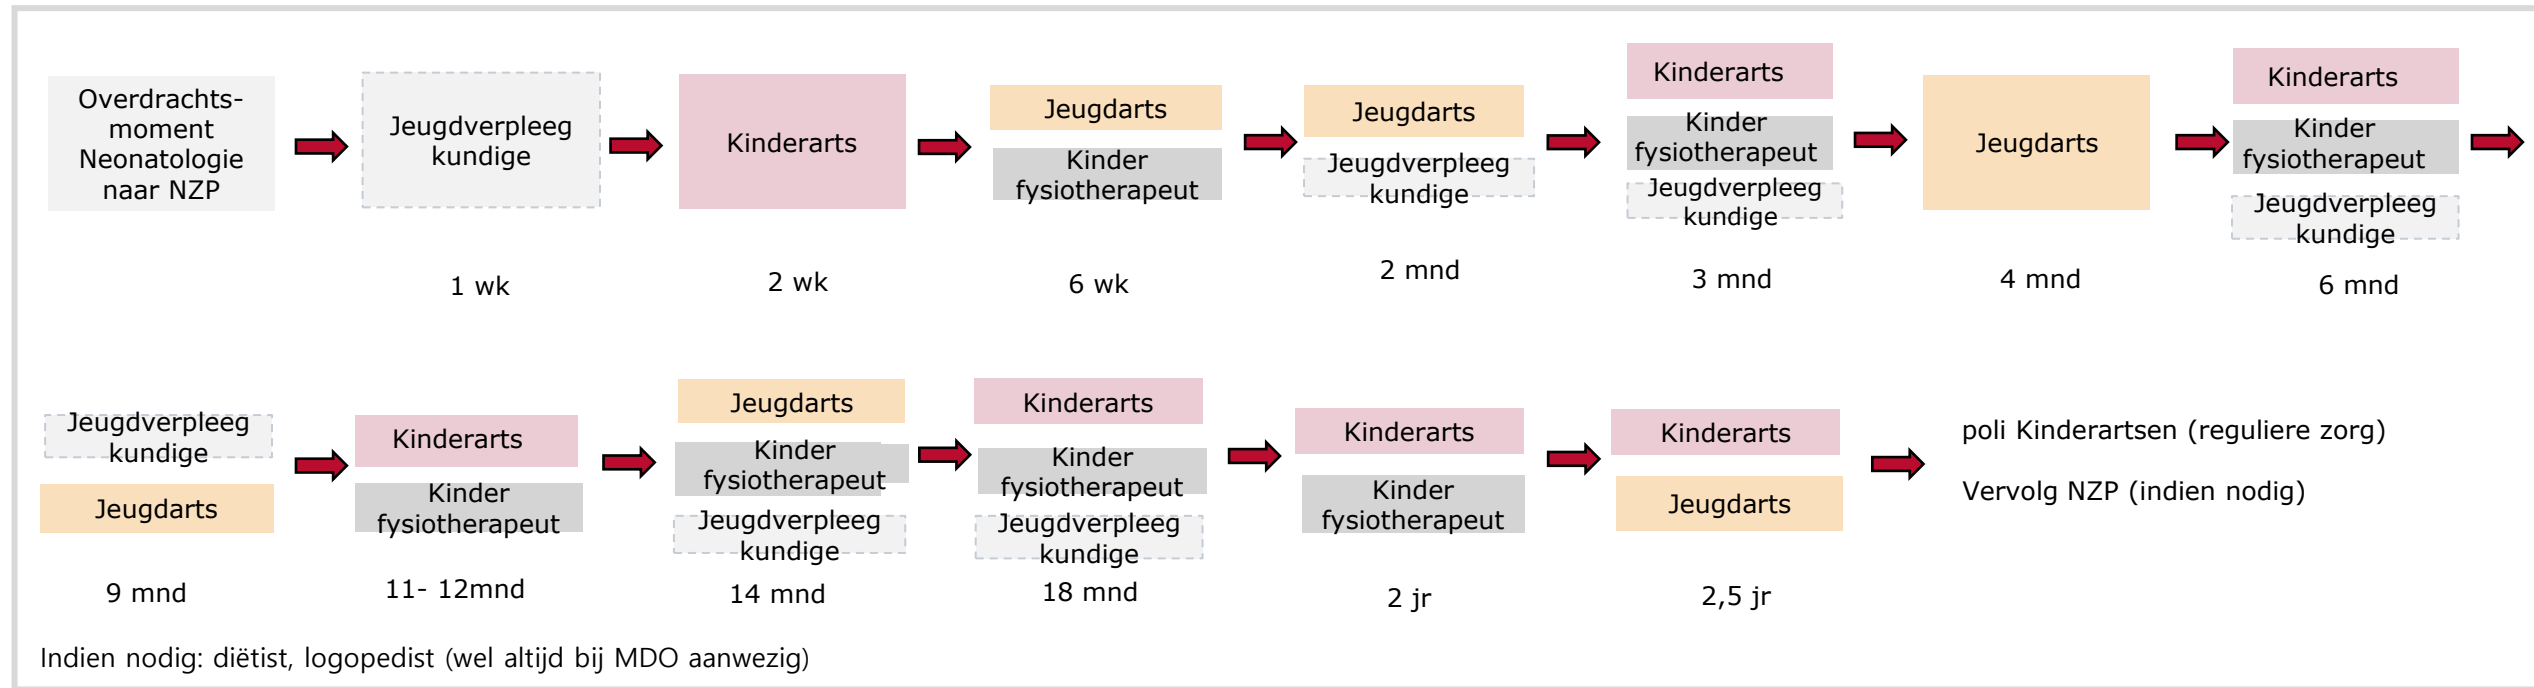 Overdrachts-
moment
Neonatologie
naar NZP
Jeugdverpleeg
kundige
1 wk
Kinderarts
2 wk
Jeugdarts
Kinder
fysiotherapeut
6 wk
Jeugdarts
Jeugdverpleeg
kundige
2 mnd
Kinderarts
Kinder
fysiotherapeut
Jeugdverpleeg
kundige
3 mnd
Jeugdarts
4 mnd
Kinderarts
Kinder
fysiotherapeut
Jeugdverpleeg
kundige
6 mnd
Jeugdverpleeg
kundige
Jeugdarts
9 mnd
Kinderarts
Kinder
fysiotherapeut
11- 12mnd
Jeugdarts
Kinder
fysiotherapeut
Jeugdverpleeg
kundige
14 mnd
Kinderarts
Kinder
fysiotherapeut
Jeugdverpleeg
kundige
18 mnd
Kinderarts
Kinder
fysiotherapeut
2 jr
Kinderarts
Jeugdarts
2,5 jr
poli Kinderartsen (reguliere zorg)
Vervolg NZP (indien nodig)
Indien nodig: diëtist, logopedist (wel altijd bij MDO aanwezig)